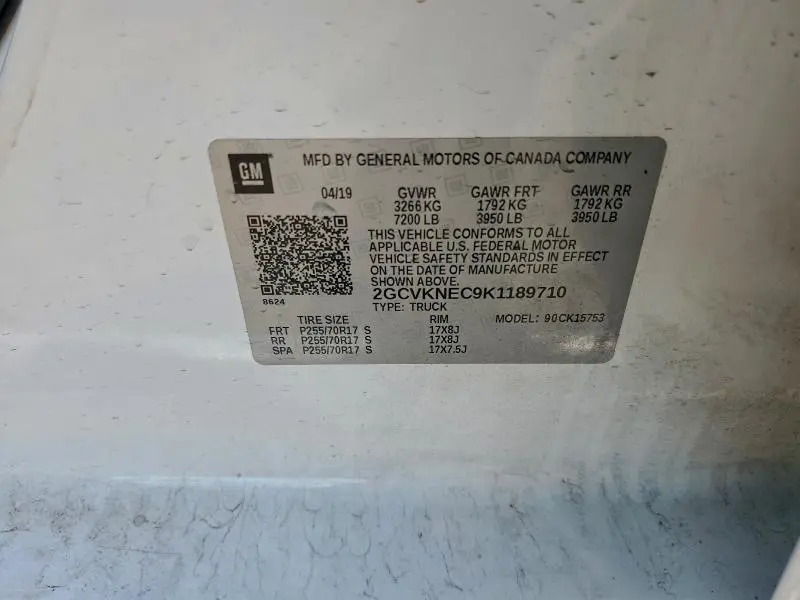 GM
MFD BY GENERAL MOTORS OF CANADA COMPANY
04/19 GVWR GAWR FRT GAWR RR
3266 KG 1792 KG 1792 KG
7200 LB 3950 LB 3950 LB
THIS VEHICLE CONFORMS TO ALL
APPLICABLE U.S. FEDERAL MOTOR
VEHICLE SAFETY STANDARDS IN EFFECT
ON THE DATE OF MANUFACTURE
SHOWN ABOVE.
8624
2GCVKNEC9K1189710
TYPE: TRUCK
TIRE SIZE RIM MODEL: 90CK15753
FRT P255/70R17 S 17X8J
RR P255/70R17 S 17X8J
SPA P255/70R17 S 17X7.5J